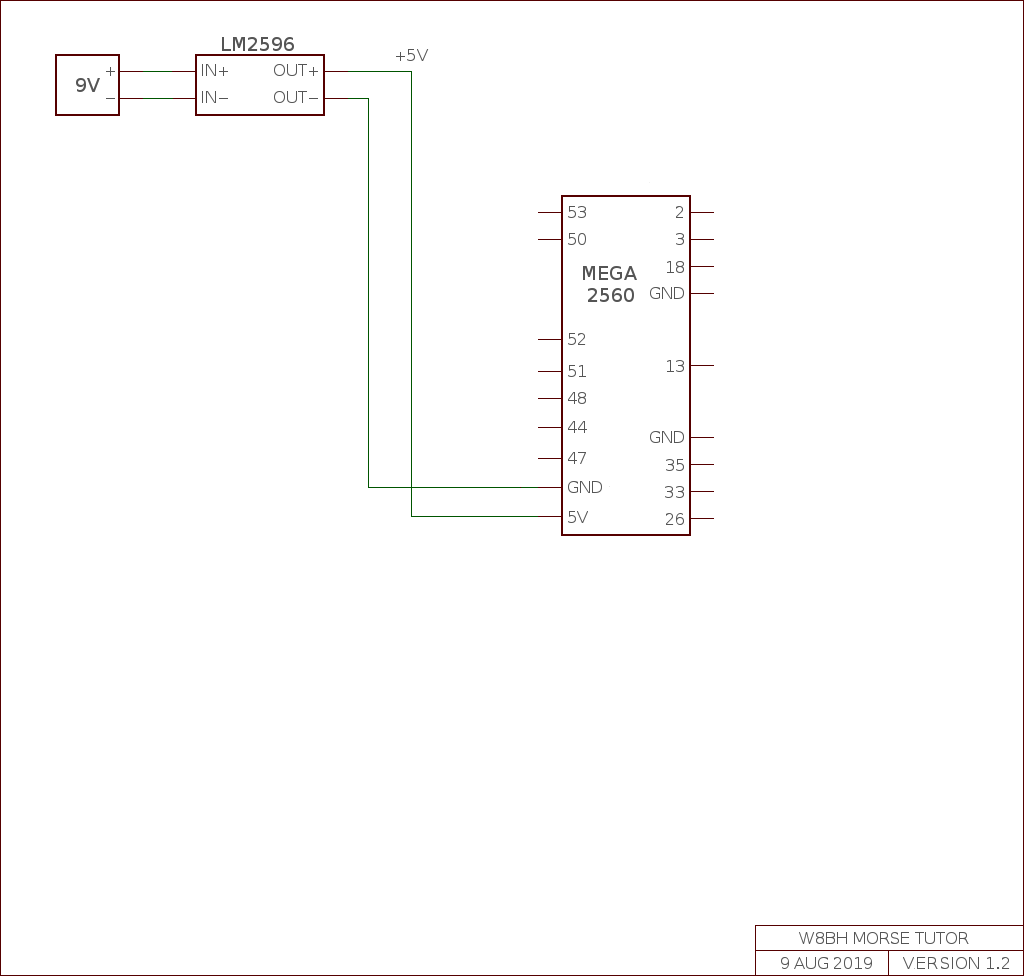 LM2596
+5V
9V
+
−
IN+
OUT+
IN−
OUT−
53
2
50
3
18
MEGA
2560
GND
52
13
51
48
44
GND
47
35
GND
33
5V
26
W8BH MORSE TUTOR
9 AUG 2019
VERSION 1.2